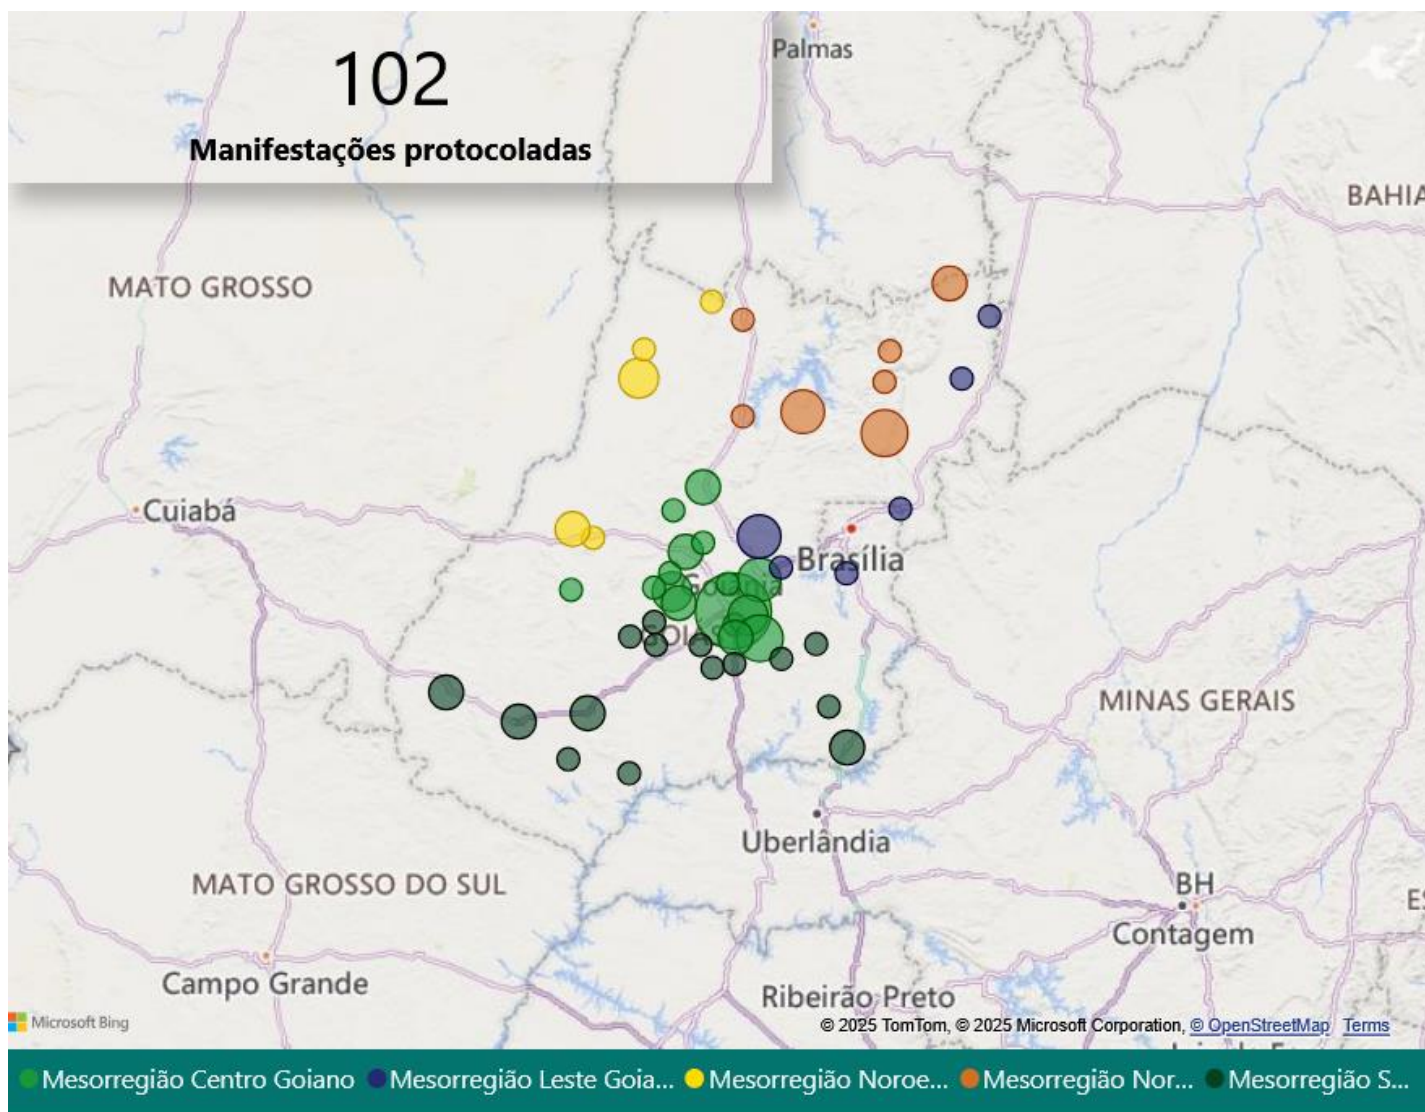 102
Manifestações protocoladas
Palmas
BAHIA
MATO GROSSO
Cuiabá
Brasília
Goiânia
GOIÁS
MINAS GERAIS
Uberlândia
MATO GROSSO DO SUL
BH
Contagem
Campo Grande
Ribeirão Preto
Microsoft Bing
© 2025 TomTom, © 2025 Microsoft Corporation, © OpenStreetMap Terms
Mesorregião Centro Goiano Mesorregião Leste Goia... Mesorregião Noroe... Mesorregião Nor... Mesorregião S...